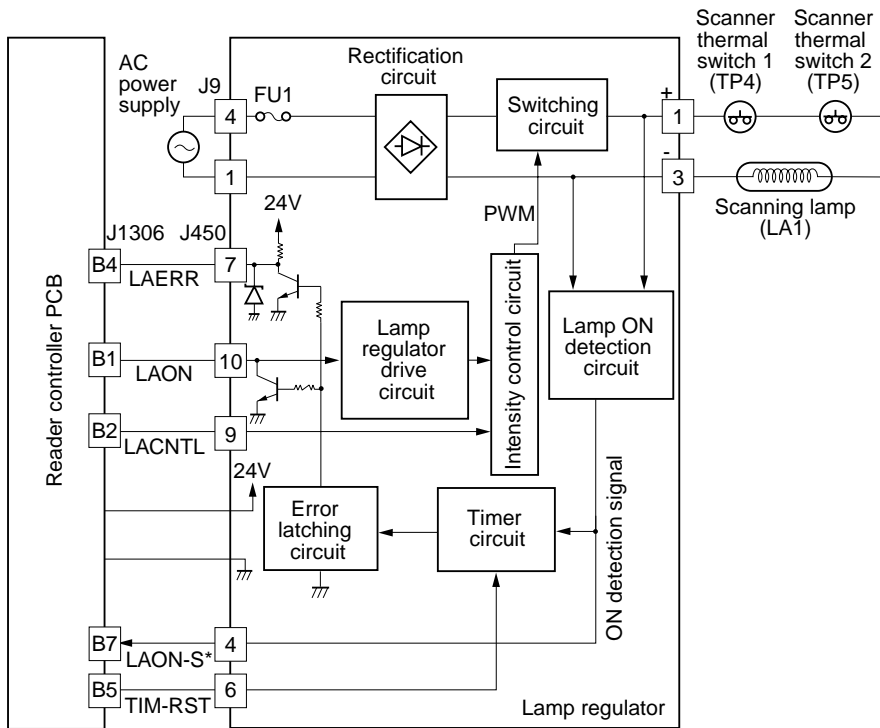 Scanner
thermal
switch 1
(TP4)
Scanner
thermal
switch 2
(TP5)
AC
power
supply
J9
FU1
Rectification
circuit
Switching
circuit
+
4
1
1
-
3
PWM
Scanning lamp
(LA1)
24V
J1306
J450
B4
LAERR
7
Reader controller PCB
B1
LAON
10
Lamp
regulator
drive
circuit
Intensity control circuit
Lamp ON
detection
circuit
B2
LACNTL
9
24V
Error
latching
circuit
Timer
circuit
ON detection signal
B7
LAON-S*
4
B5
TIM-RST
6
Lamp regulator